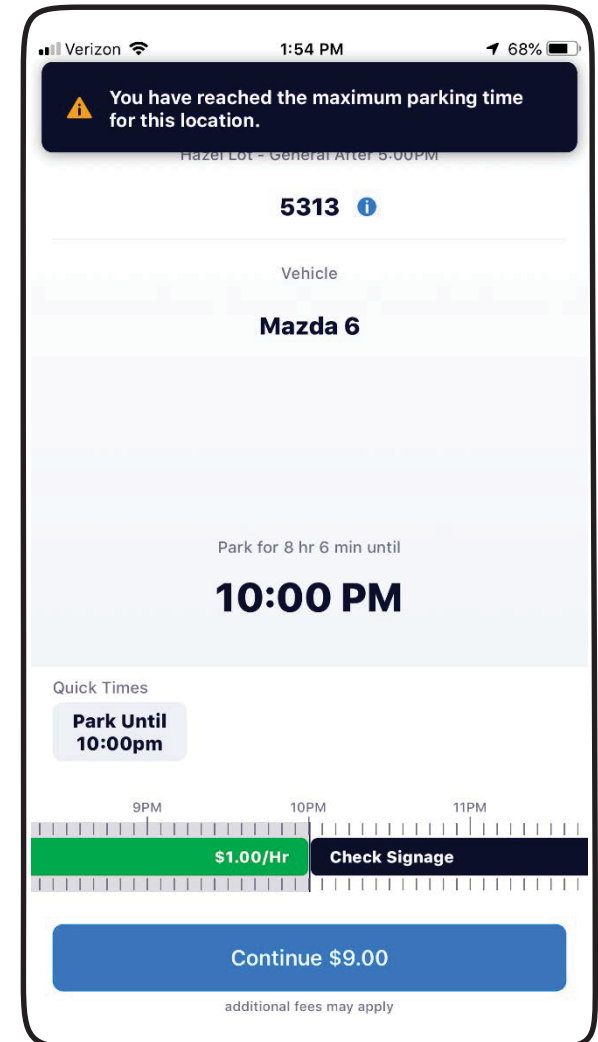 Verizon 1:54 PM 68%
You have reached the maximum parking time
for this location.
Hazel Lot - General After 5:00PM
5313
Vehicle
Mazda 6
Park for 8 hr 6 min until
10:00 PM
Quick Times
Park Until
10:00pm
9PM 10PM 11PM
$1.00/Hr Check Signage
Continue $9.00
additional fees may apply